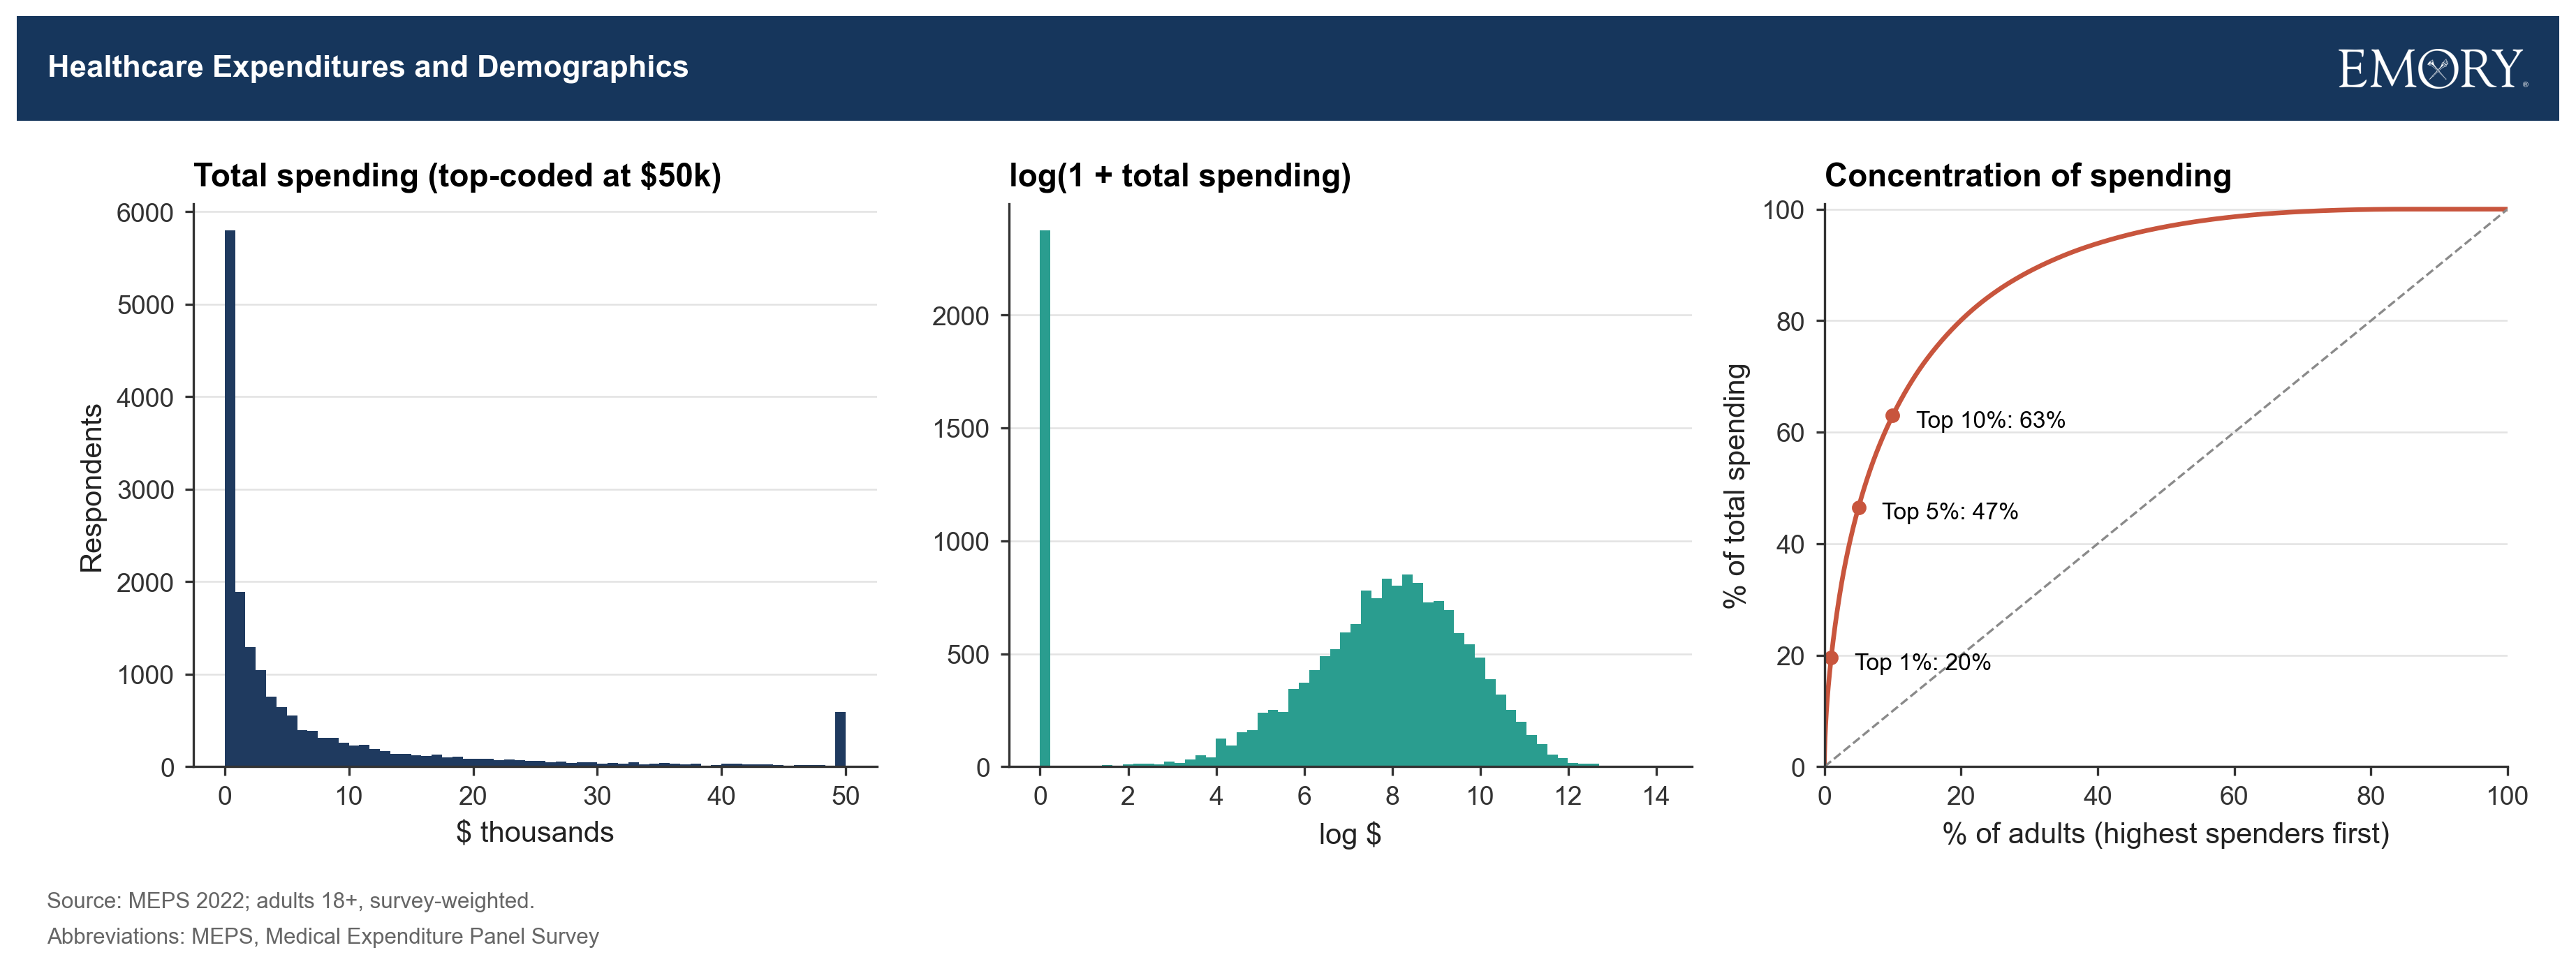 Healthcare Expenditures and Demographics
EMORY®
Total spending (top-coded at $50k)
6000
5000
4000
3000
2000
1000
0
Respondents
0 10 20 30 40 50
$ thousands
log(1 + total spending)
2000
1500
1000
500
0
0 2 4 6 8 10 12 14
log $
Concentration of spending
100
80
60
40
20
0
% of total spending
Top 10%: 63%
Top 5%: 47%
Top 1%: 20%
0 20 40 60 80 100
% of adults (highest spenders first)
Source: MEPS 2022; adults 18+, survey-weighted.
Abbreviations: MEPS, Medical Expenditure Panel Survey